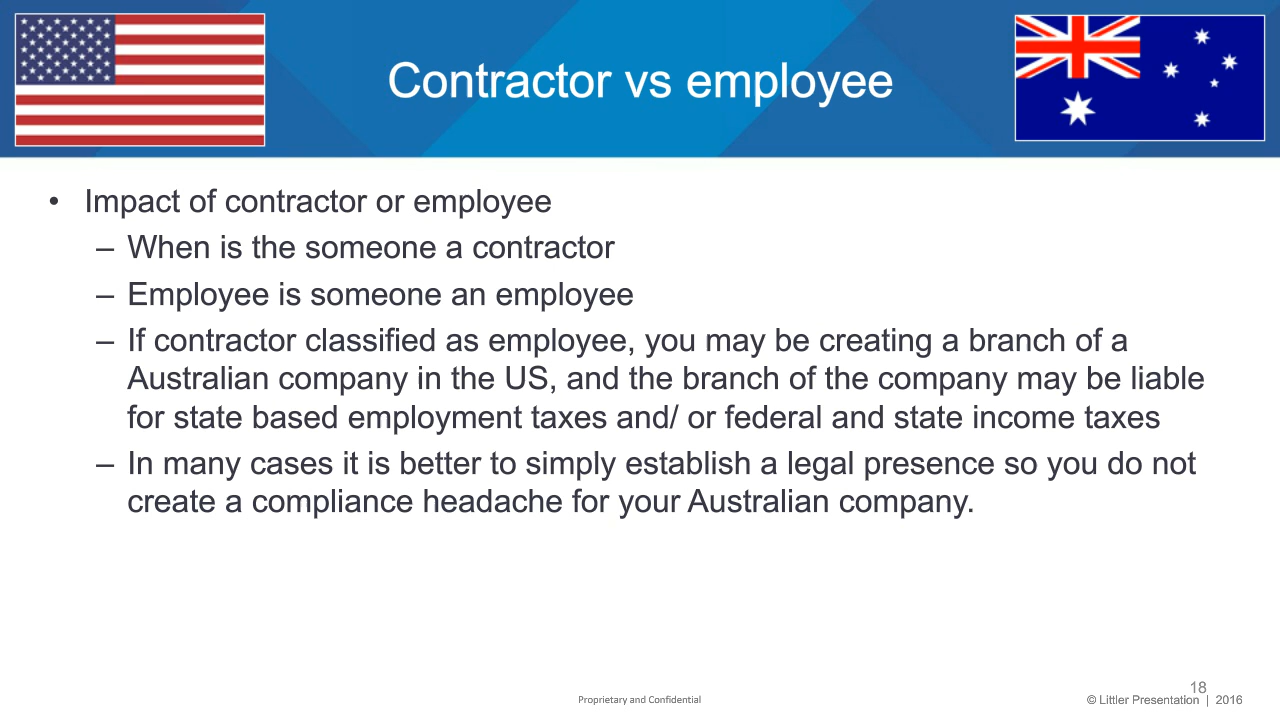 Contractor vs employee
• Impact of contractor or employee
– When is the someone a contractor
– Employee is someone an employee
– If contractor classified as employee, you may be creating a branch of a
Australian company in the US, and the branch of the company may be liable
for state based employment taxes and/ or federal and state income taxes
– In many cases it is better to simply establish a legal presence so you do not
create a compliance headache for your Australian company.
18
Proprietary and Confidential
© Littler Presentation | 2016